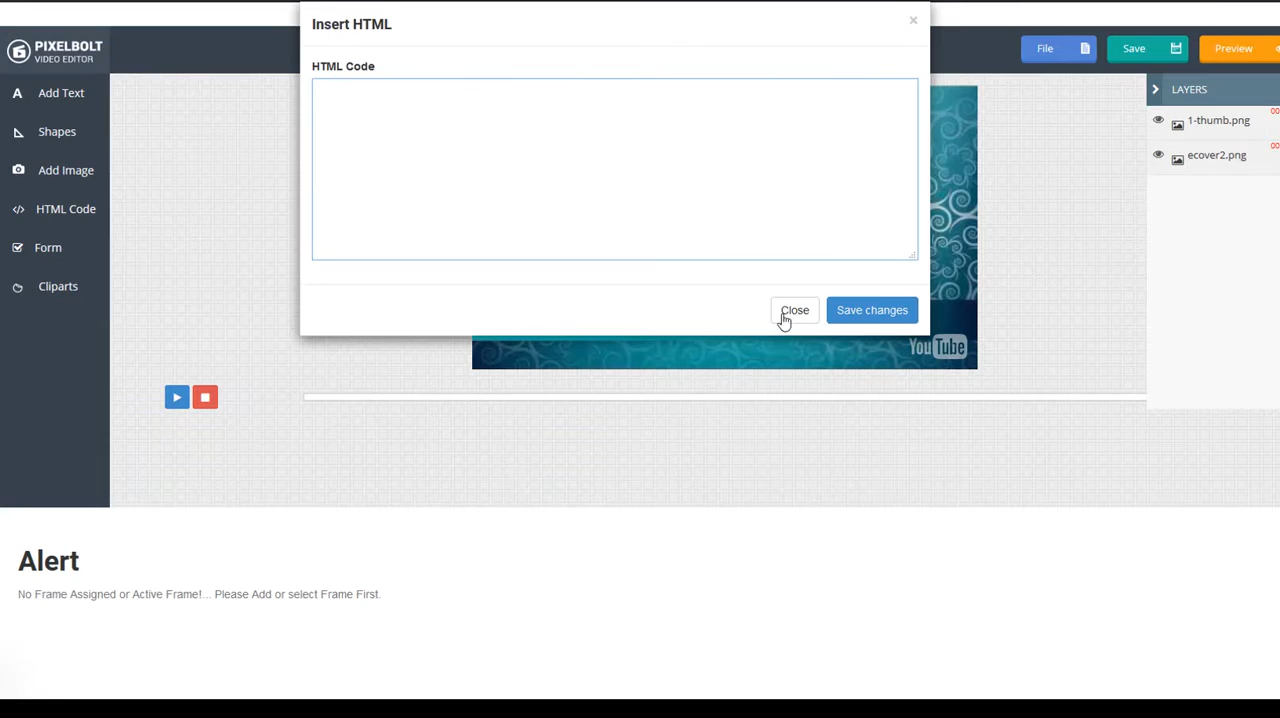 Insert HTML
×
PIXELBOLT
VIDEO EDITOR
File
Save
Preview
HTML Code
Add Text
Shapes
Add Image
HTML Code
Form
Cliparts
LAYERS
1-thumb.png
00
ecover2.png
00
Close
Save changes
YouTube
Alert
No Frame Assigned or Active Frame!... Please Add or select Frame First.